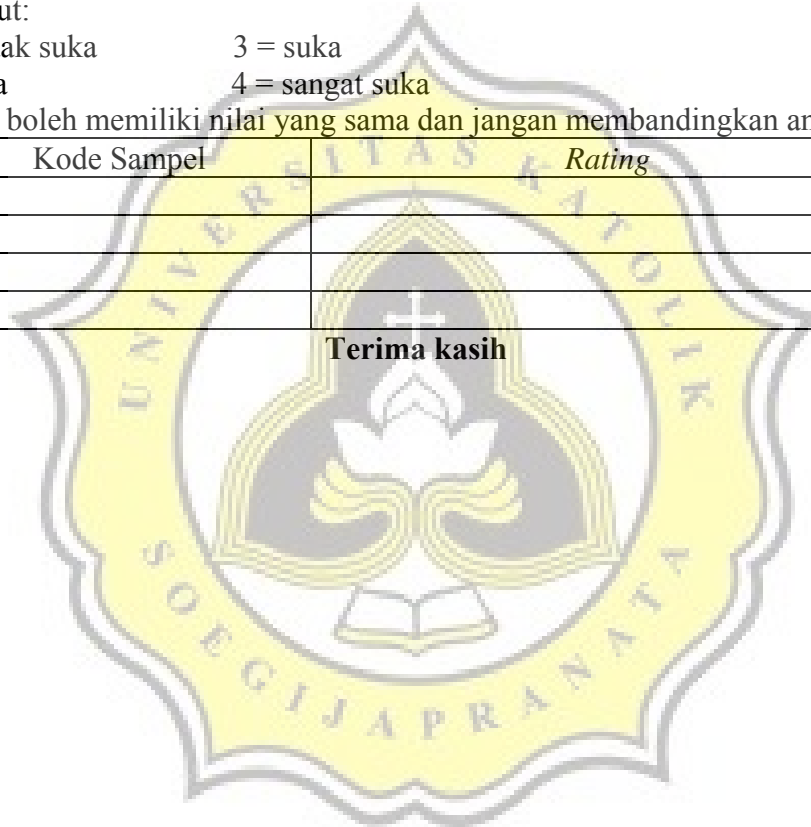 ut:
ak suka 3 = suka
a 4 = sangat suka
boleh memiliki nilai yang sama dan jangan membandingkan an
Kode Sampel Rating
Terima kasih
UNIVERSITAS KATOLIK
SOEGIJAPRANATA